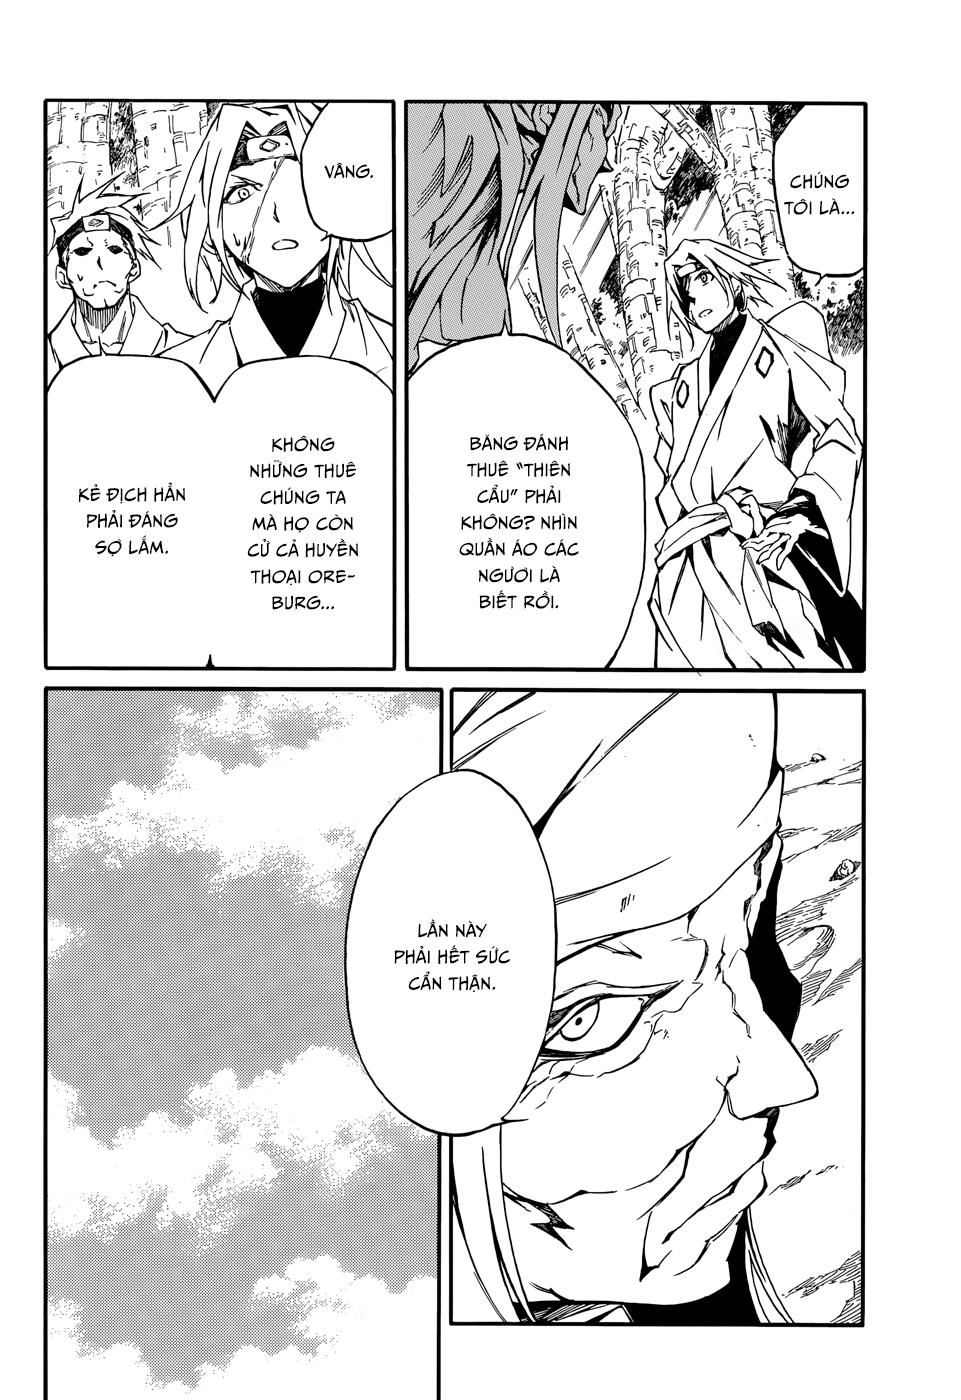 CHÚNG
TÔI LÀ...
BĂNG ĐÁNH
THUÊ "THIÊN
CẨU" PHẢI
KHÔNG? NHÌN
QUẦN ÁO CÁC
NGƯƠI LÀ
BIẾT RỒI.
VÂNG.
KHÔNG
NHỮNG THUÊ
CHÚNG TA
MÀ HỌ CÒN
CỬ CẢ HUYỀN
THOẠI ORE-
BURG...
KẺ ĐỊCH HẲN
PHẢI ĐÁNG
SỢ LẮM.
LẦN NÀY
PHẢI HẾT SỨC
CẨN THẬN.